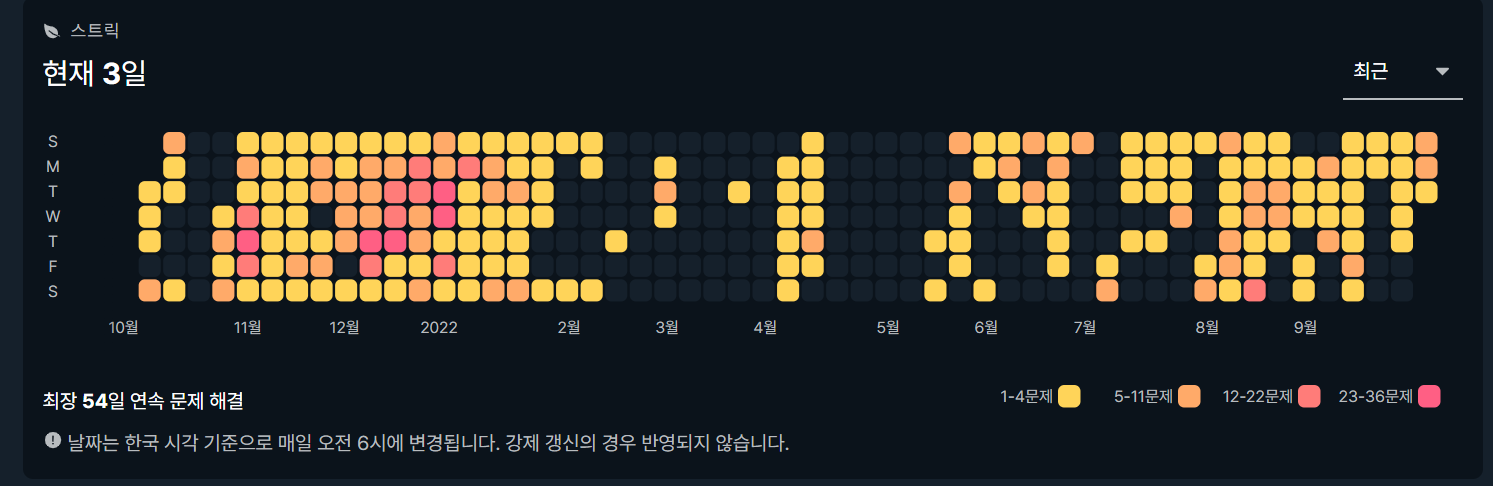 스트릭
현재 3일
최근
S
M
T
W
T
F
S
10월 11월 12월 2022 2월 3월 4월 5월 6월 7월 8월 9월
최장 54일 연속 문제 해결
1-4문제 5-11문제 12-22문제 23-36문제
날짜는 한국 시각 기준으로 매일 오전 6시에 변경됩니다. 강제 갱신의 경우 반영되지 않습니다.